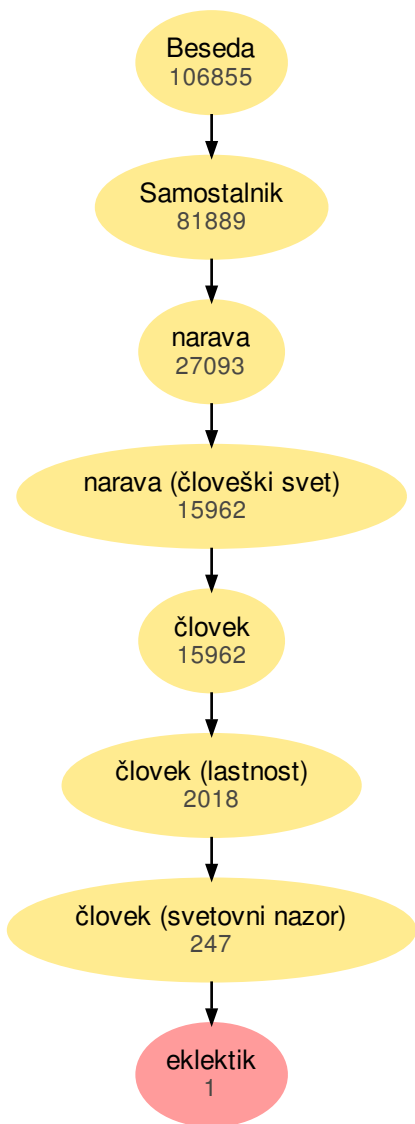 Beseda
106855
Samostalnik
81889
narava
27093
narava (človeški svet)
15962
človek
15962
človek (lastnost)
2018
človek (svetovni nazor)
247
eklektik
1